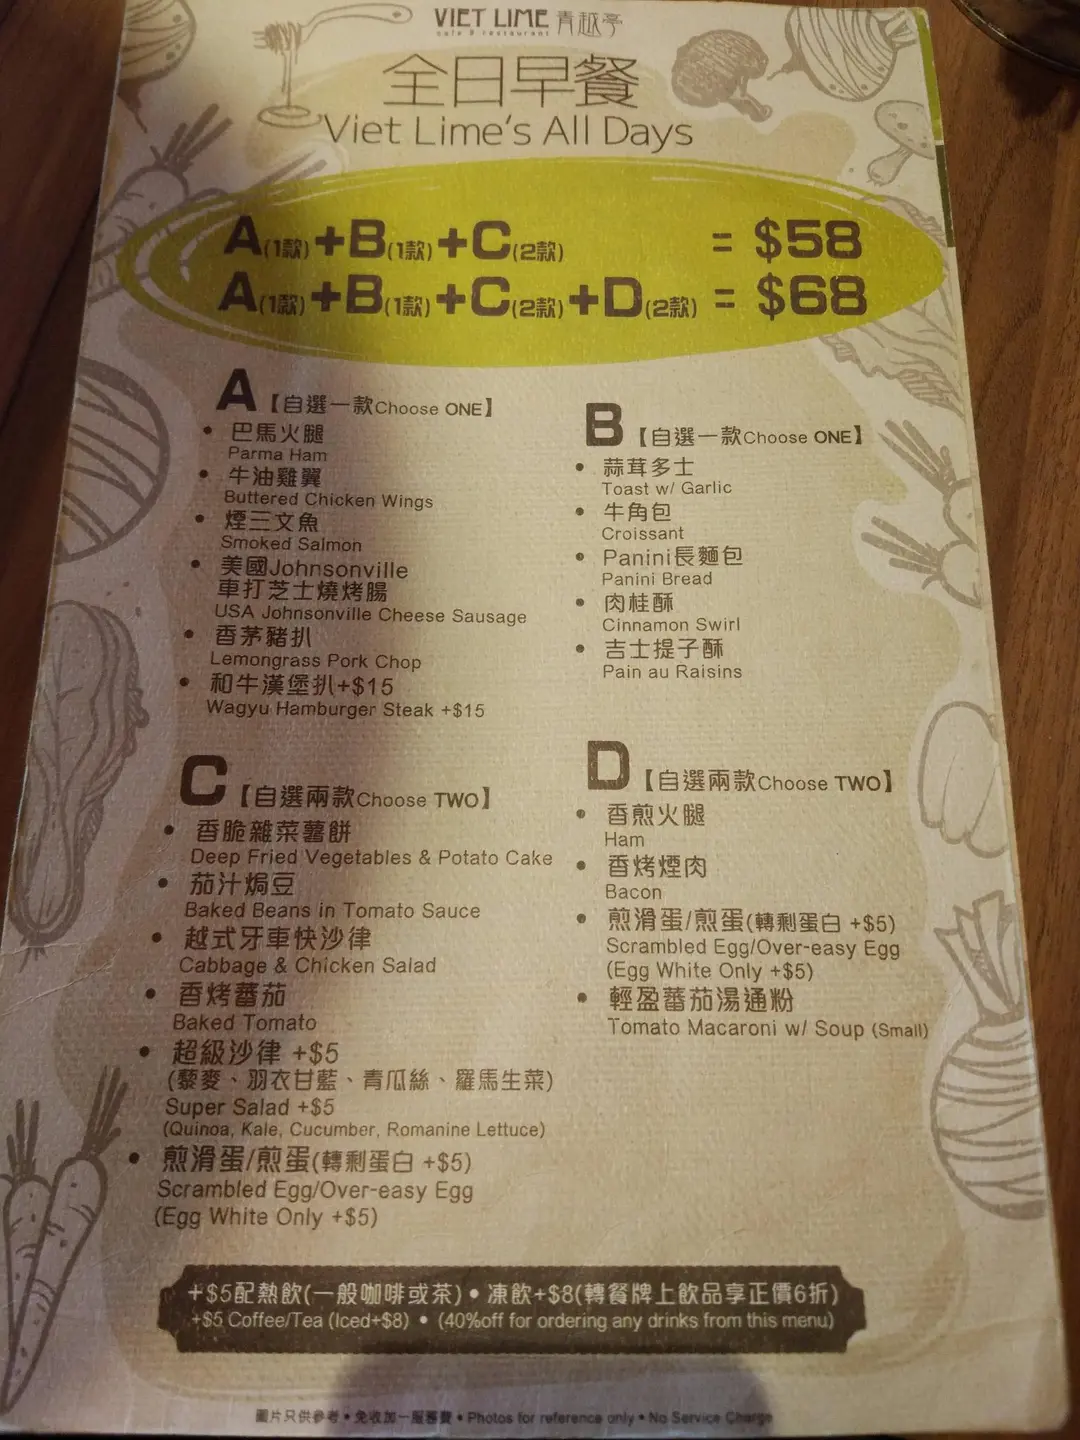 VIET LIME 青越亭
cafe & restaurant
全日早餐
Viet Lime's All Days
A(1款)+B(1款)+C(2款) = $58
A(1款)+B(1款)+C(2款)+D(2款) = $68
A【自選一款Choose ONE】
• 巴馬火腿
Parma Ham
• 牛油雞翼
Buttered Chicken Wings
• 煙三文魚
Smoked Salmon
• 美國Johnsonville
車打芝士燒烤腸
USA Johnsonville Cheese Sausage
• 香茅豬扒
Lemongrass Pork Chop
• 和牛漢堡扒+$15
Wagyu Hamburger Steak +$15
B【自選一款Choose ONE】
• 蒜茸多士
Toast w/ Garlic
• 牛角包
Croissant
• Panini長麵包
Panini Bread
• 肉桂酥
Cinnamon Swirl
• 吉士提子酥
Pain au Raisins
C【自選兩款Choose TWO】
• 香脆雜菜薯餅
Deep Fried Vegetables & Potato Cake
• 茄汁焗豆
Baked Beans in Tomato Sauce
• 越式牙車快沙律
Cabbage & Chicken Salad
• 香烤蕃茄
Baked Tomato
• 超級沙律 +$5
(藜麥、羽衣甘藍、青瓜絲、羅馬生菜)
Super Salad +$5
(Quinoa, Kale, Cucumber, Romanine Lettuce)
• 煎滑蛋/煎蛋(轉剩蛋白 +$5)
Scrambled Egg/Over-easy Egg
(Egg White Only +$5)
D【自選兩款Choose TWO】
• 香煎火腿
Ham
• 香烤煙肉
Bacon
• 煎滑蛋/煎蛋(轉剩蛋白 +$5)
Scrambled Egg/Over-easy Egg
(Egg White Only +$5)
• 輕盈蕃茄湯通粉
Tomato Macaroni w/ Soup (Small)
+$5配熱飲(一般咖啡或茶) • 凍飲+$8(轉餐牌上飲品享正價6折)
+$5 Coffee/Tea (Iced+$8) • (40%off for ordering any drinks from this menu)
圖片只供參考 • 免收加一服務費 • Photos for reference only • No Service Charge